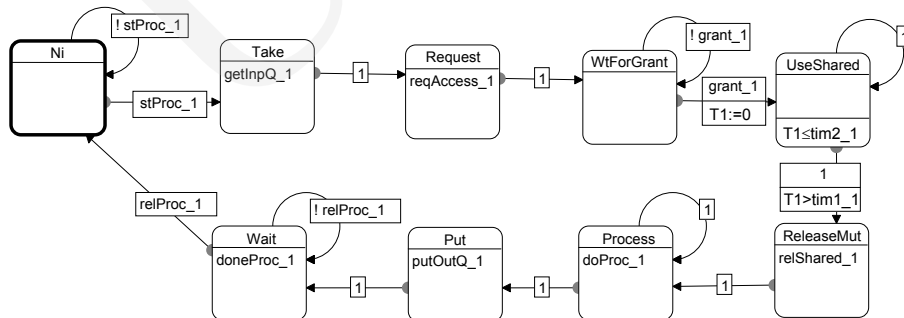 ! stProc_1
Ni
Take
getInpQ_1
stProc_1
1
Request
reqAccess_1
1
! grant_1
WtForGrant
grant_1
T1:=0
1
UseShared
T1≤tim2_1
1
T1>tim1_1
ReleaseMut
relShared_1
1
1
Process
doProc_1
1
Put
putOutQ_1
1
! relProc_1
Wait
doneProc_1
relProc_1